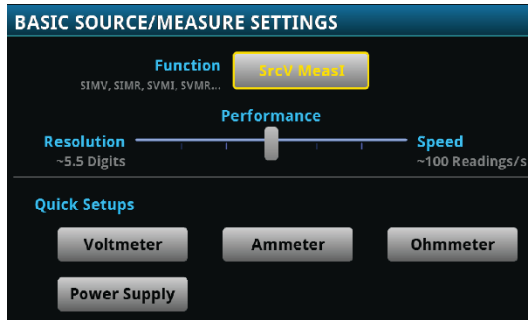 BASIC SOURCE/MEASURE SETTINGS
Function
SrcV MeasI
SIMV, SIMR, SVMI, SVMR...
Performance
Resolution
Speed
~5.5 Digits
~100 Readings/s
Quick Setups
Voltmeter
Ammeter
Ohmmeter
Power Supply